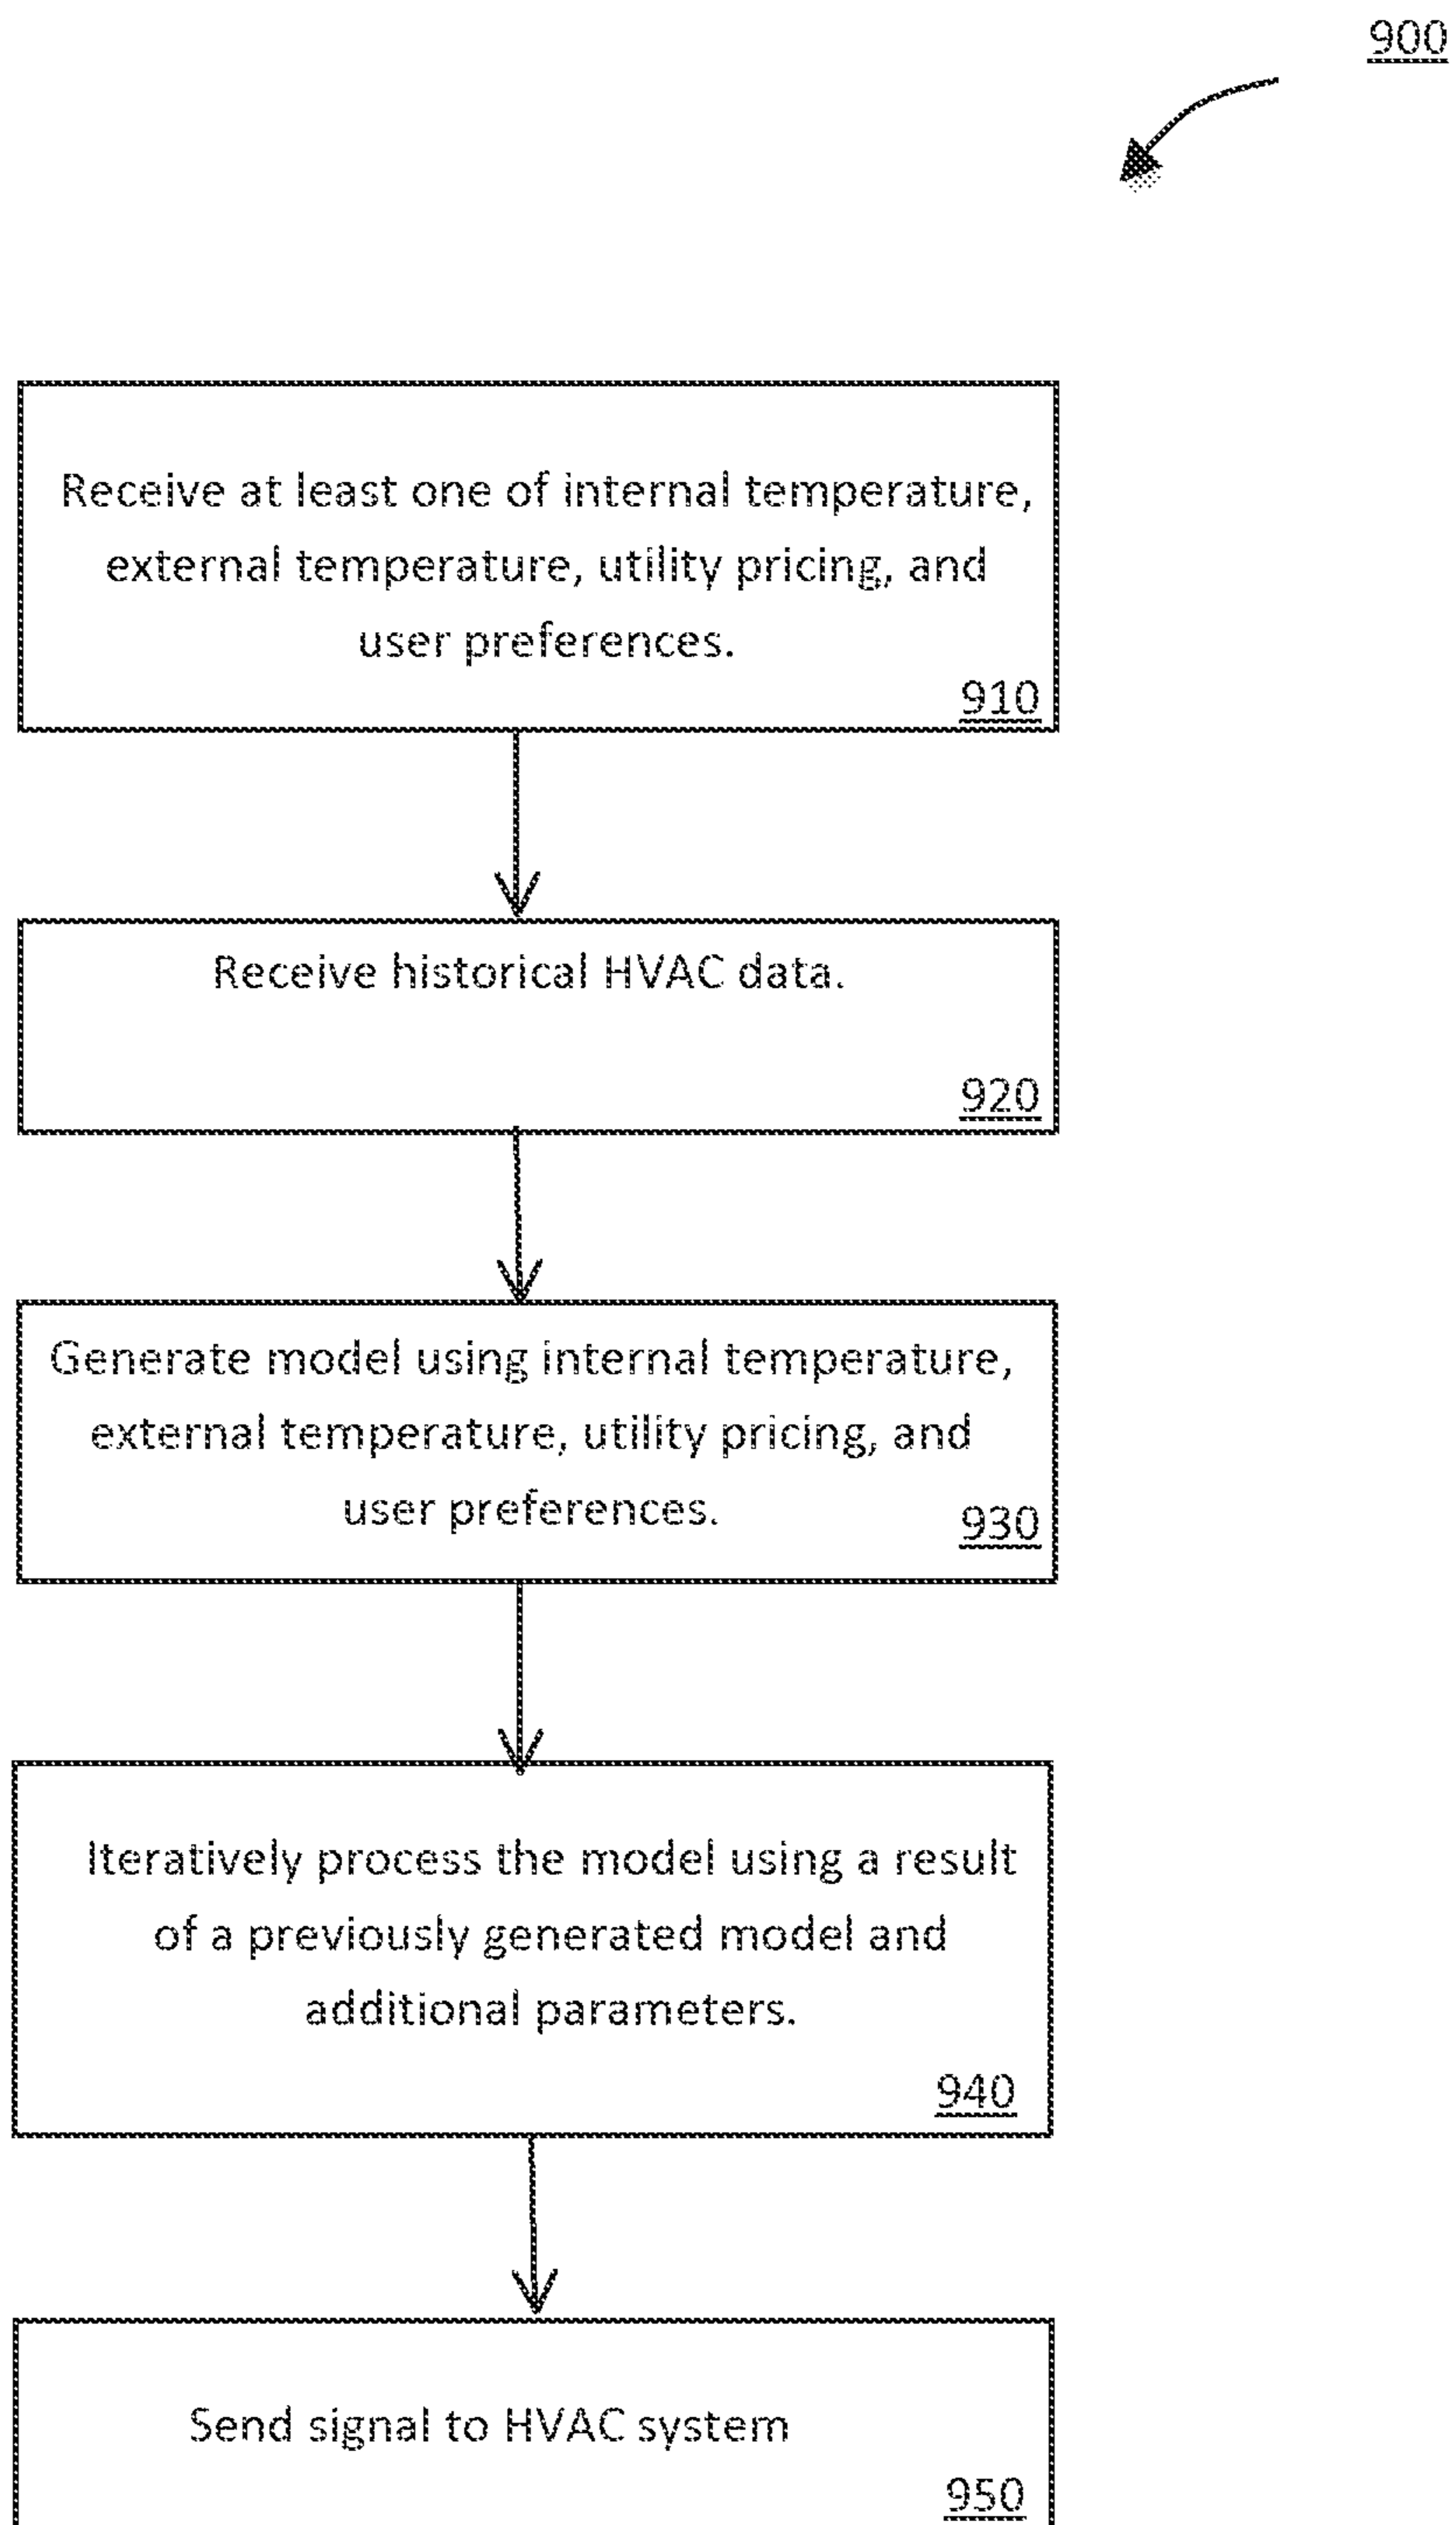 900
Receive at least one of internal temperature,
external temperature, utility pricing, and
user preferences.
910
Receive historical HVAC data.
920
Generate model using internal temperature,
external temperature, utility pricing, and
user preferences.
930
Iteratively process the model using a result
of a previously generated model and
additional parameters.
940
Send signal to HVAC system
950